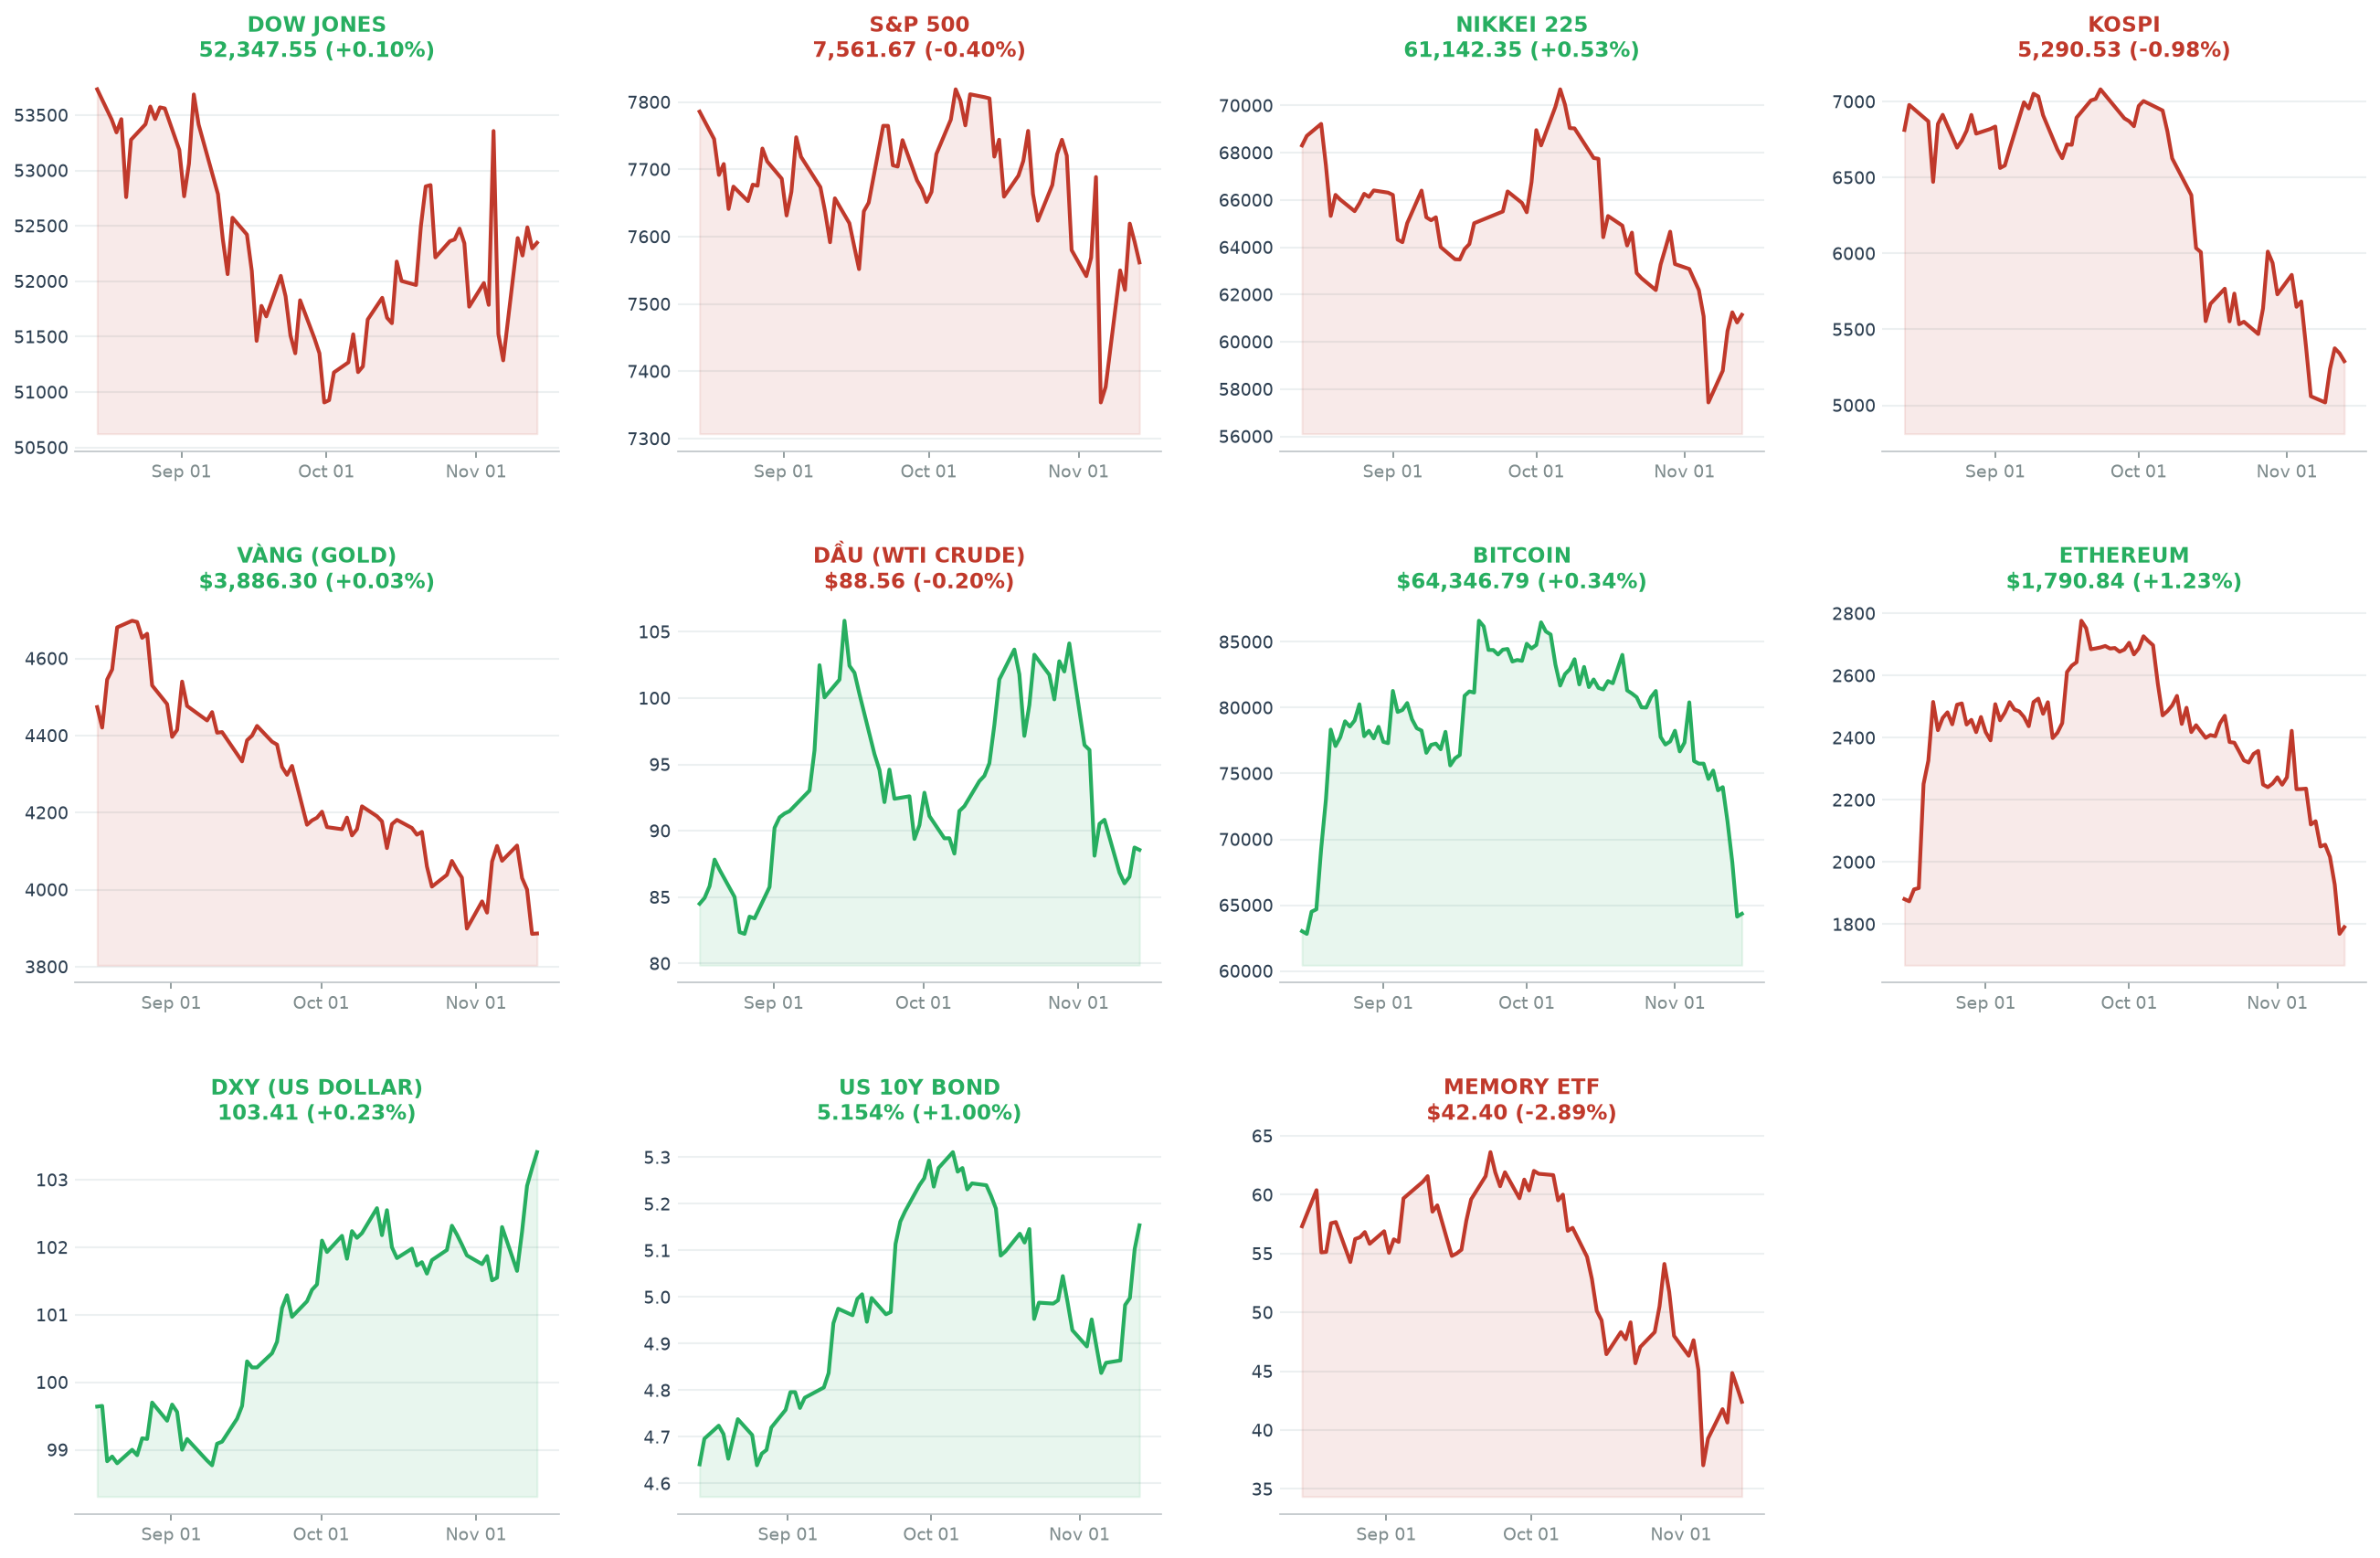 DOW JONES
52,347.55 (+0.10%)
53500
53000
52500
52000
51500
51000
50500
Sep 01
Oct 01
Nov 01
S&P 500
7,561.67 (-0.40%)
7800
7700
7600
7500
7400
7300
Sep 01
Oct 01
Nov 01
NIKKEI 225
61,142.35 (+0.53%)
70000
68000
66000
64000
62000
60000
58000
56000
Sep 01
Oct 01
Nov 01
KOSPI
5,290.53 (-0.98%)
7000
6500
6000
5500
5000
Sep 01
Oct 01
Nov 01
VÀNG (GOLD)
$3,886.30 (+0.03%)
4600
4400
4200
4000
3800
Sep 01
Oct 01
Nov 01
DẦU (WTI CRUDE)
$88.56 (-0.20%)
105
100
95
90
85
80
Sep 01
Oct 01
Nov 01
BITCOIN
$64,346.79 (+0.34%)
85000
80000
75000
70000
65000
60000
Sep 01
Oct 01
Nov 01
ETHEREUM
$1,790.84 (+1.23%)
2800
2600
2400
2200
2000
1800
Sep 01
Oct 01
Nov 01
DXY (US DOLLAR)
103.41 (+0.23%)
103
102
101
100
99
Sep 01
Oct 01
Nov 01
US 10Y BOND
5.154% (+1.00%)
5.3
5.2
5.1
5.0
4.9
4.8
4.7
4.6
Sep 01
Oct 01
Nov 01
MEMORY ETF
$42.40 (-2.89%)
65
60
55
50
45
40
35
Sep 01
Oct 01
Nov 01